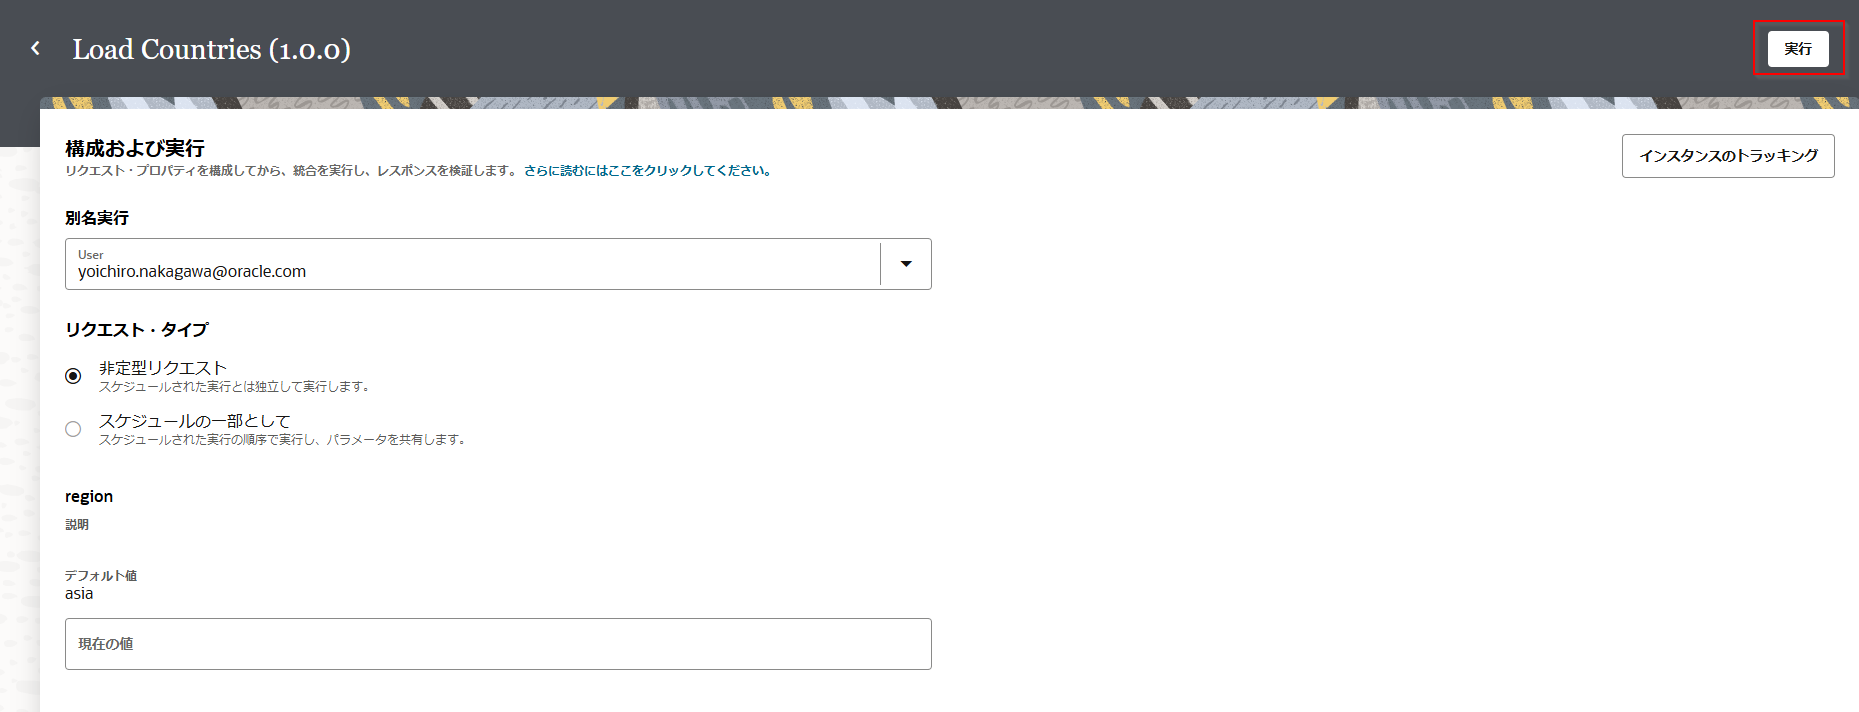 Load Countries (1.0.0)
実行
構成および実行
リクエスト・プロパティを構成してから、統合を実行し、レスポンスを検証します。 さらに読むにはここをクリックしてください。
インスタンスのトラッキング
別名実行
User
yoichiro.nakagawa@oracle.com
リクエスト・タイプ
非定型リクエスト
スケジュールされた実行とは独立して実行します。
スケジュールの一部として
スケジュールされた実行の順序で実行し、パラメータを共有します。
region
説明
デフォルト値
asia
現在の値